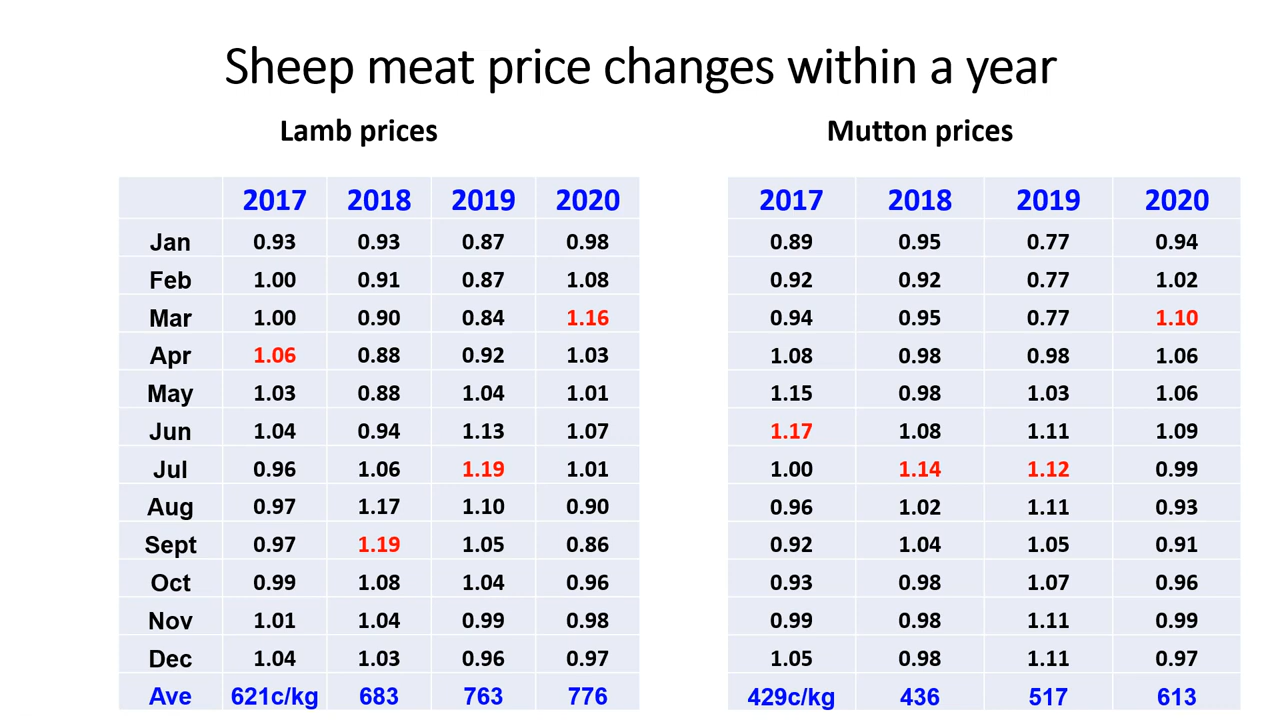 Sheep meat price changes within a year
Lamb prices
2017 2018 2019 2020
Jan 0.93 0.93 0.87 0.98
Feb 1.00 0.91 0.87 1.08
Mar 1.00 0.90 0.84 1.16
Apr 1.06 0.88 0.92 1.03
May 1.03 0.88 1.04 1.01
Jun 1.04 0.94 1.13 1.07
Jul 0.96 1.06 1.19 1.01
Aug 0.97 1.17 1.10 0.90
Sept 0.97 1.19 1.05 0.86
Oct 0.99 1.08 1.04 0.96
Nov 1.01 1.04 0.99 0.98
Dec 1.04 1.03 0.96 0.97
Ave 621c/kg 683 763 776
Mutton prices
2017 2018 2019 2020
0.89 0.95 0.77 0.94
0.92 0.92 0.77 1.02
0.94 0.95 0.77 1.10
1.08 0.98 0.98 1.06
1.15 0.98 1.03 1.06
1.17 1.08 1.11 1.09
1.00 1.14 1.12 0.99
0.96 1.02 1.11 0.93
0.92 1.04 1.05 0.91
0.93 0.98 1.07 0.96
0.99 0.98 1.11 0.99
1.05 0.98 1.11 0.97
429c/kg 436 517 613